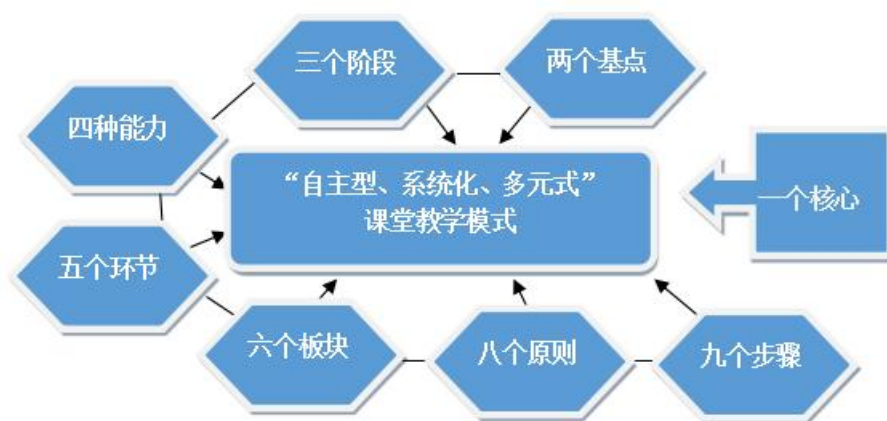 三个阶段
两个基点
四种能力
“自主型、系统化、多元式”
课堂教学模式
一个核心
五个环节
六个板块
八个原则
九个步骤